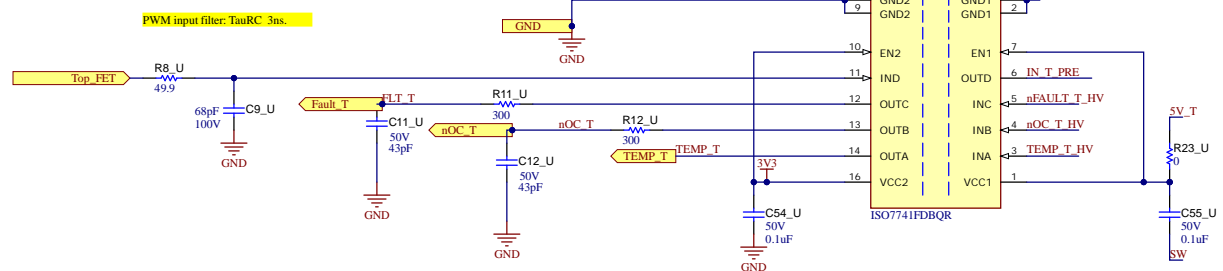 PWM input filter: TauRC 3ns.
GND
GND
9
GND2
GND2
GND1
GND1
2
10
EN2
EN1
7
Top_FET
R8_U
49.9
11
IND
OUTD
6
IN_T_PRE
68pF
100V
C9_U
GND
Fault_T
FLT_T
R11_U
300
12
OUTC
INC
5
nFAULT_T_HV
C11_U
50V
43pF
GND
nOC_T
nOC_T
R12_U
300
13
OUTB
INB
4
nOC_T_HV
5V_T
C12_U
50V
43pF
GND
TEMP_T
TEMP_T
14
OUTA
INA
3
TEMP_T_HV
R23_U
0
3V3
16
VCC2
VCC1
1
C54_U
50V
0.1uF
GND
ISO7741FDBQR
C55_U
50V
0.1uF
SW